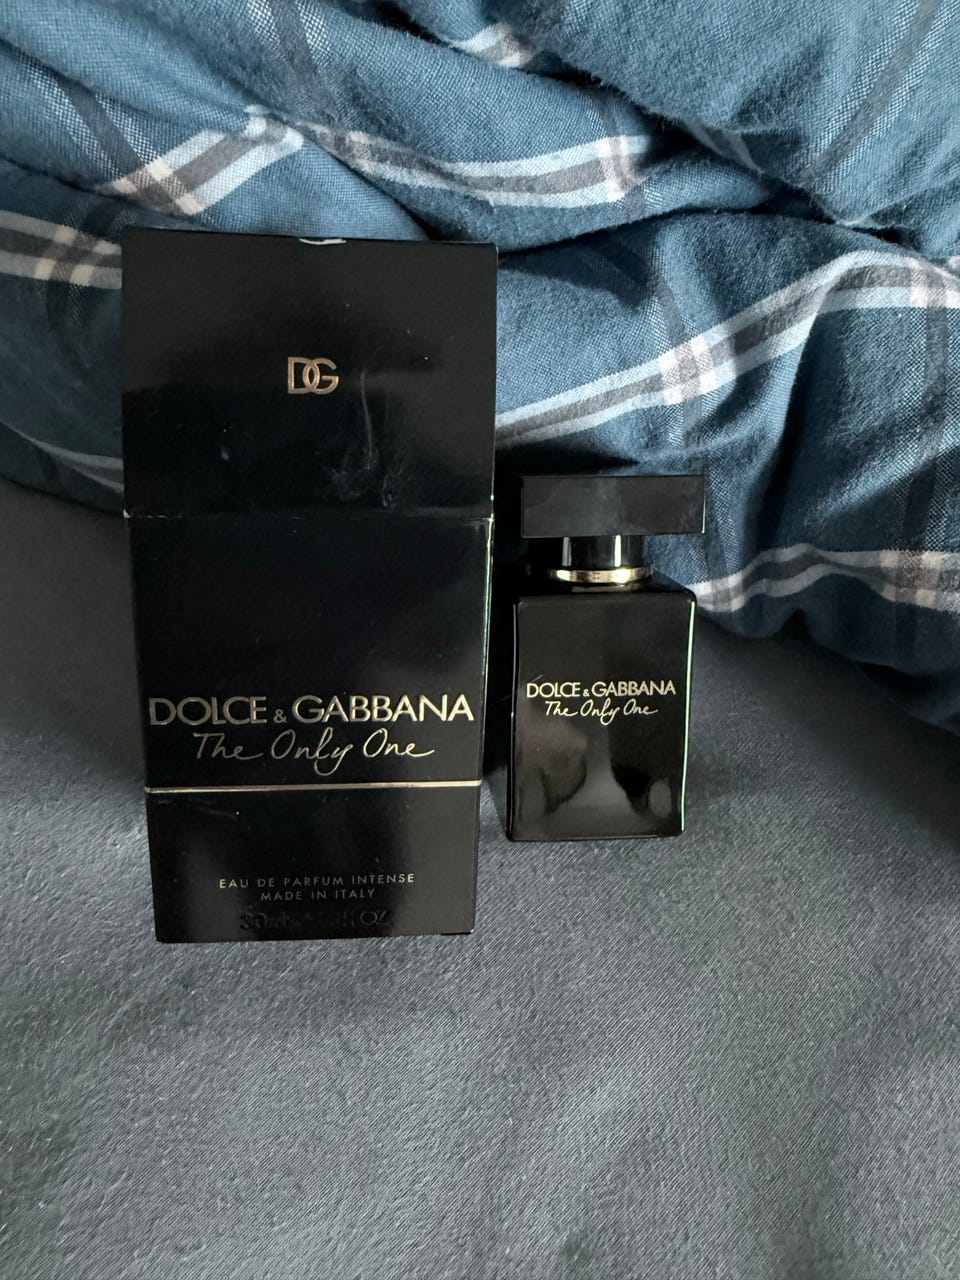 DG
DOLCE & GABBANA
The Only One
EAU DE PARFUM INTENSE
MADE IN ITALY
DOLCE & GABBANA
The Only One